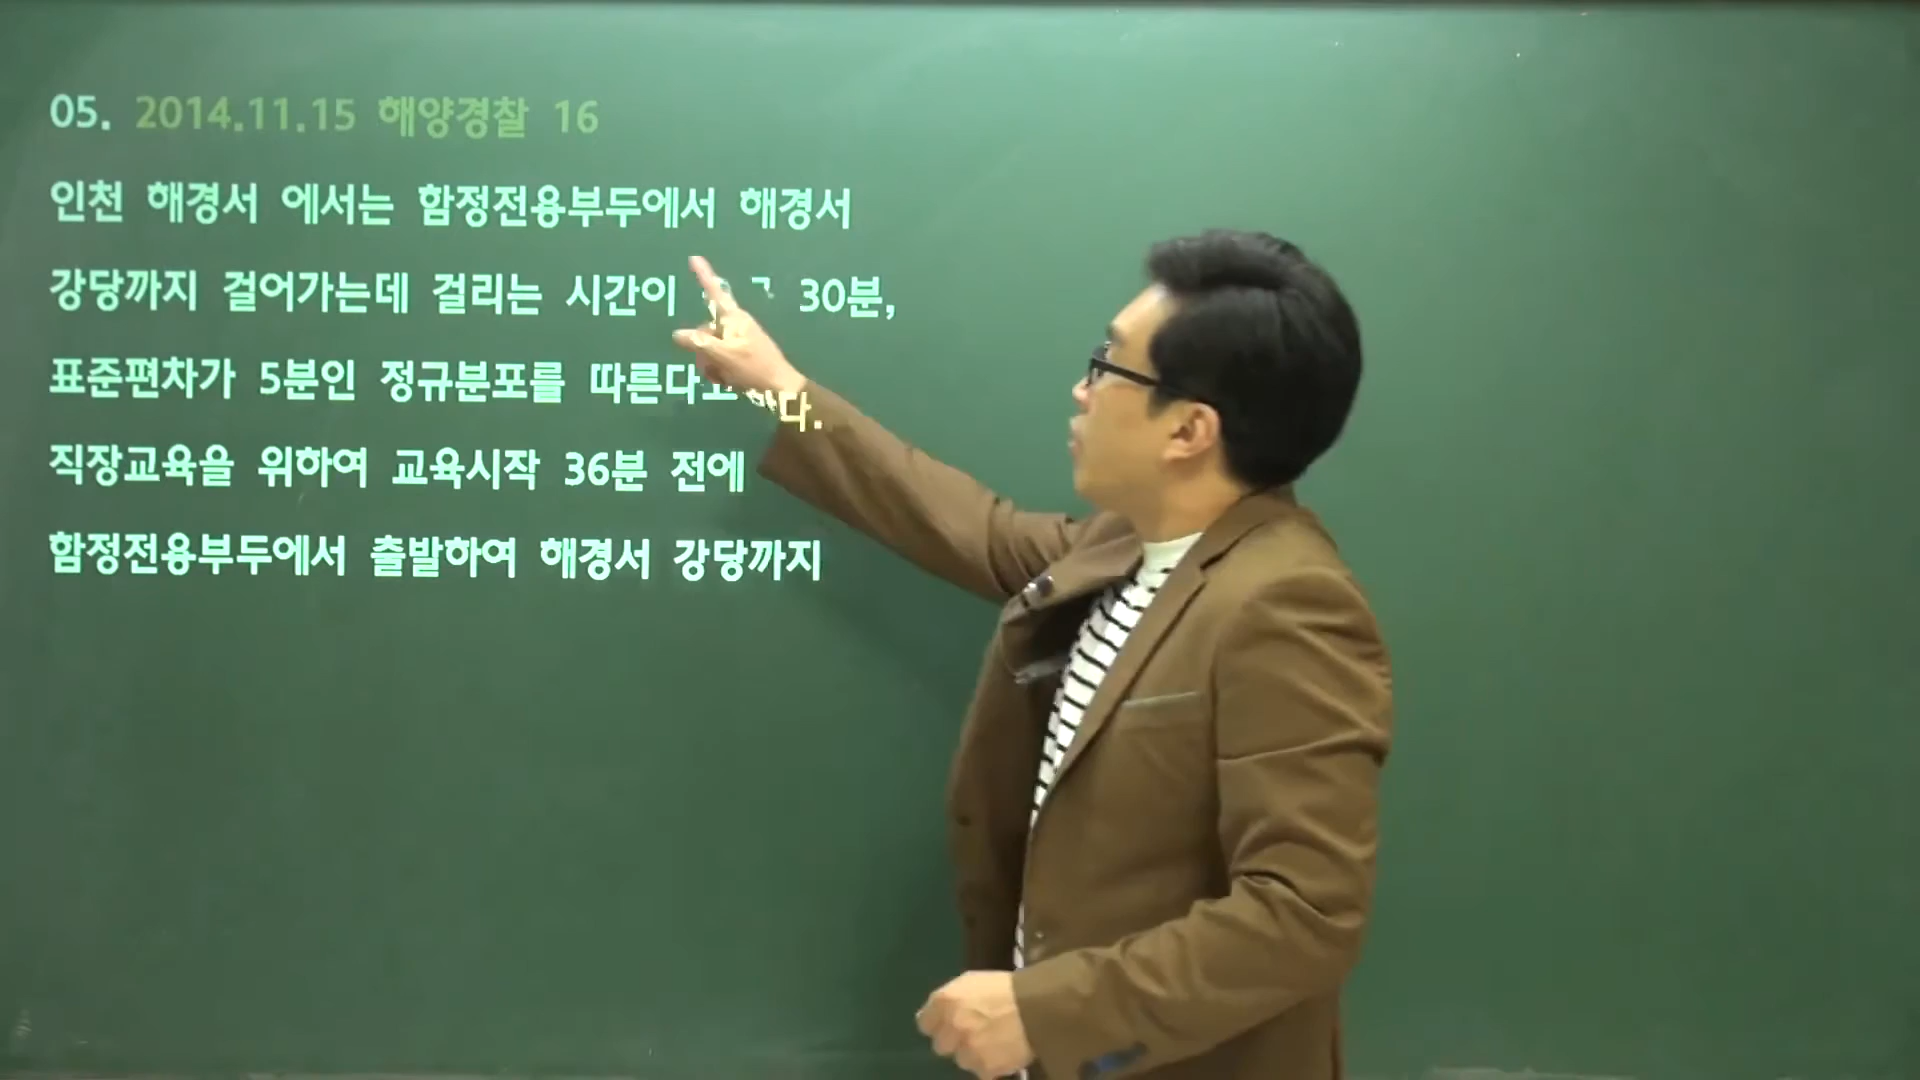 05. 2014.11.15 해양경찰 16
인천 해경서 에서는 함정전용부두에서 해경서
강당까지 걸어가는데 걸리는 시간이 30분,
표준편차가 5분인 정규분포를 따른다고 한다.
직장교육을 위하여 교육시작 36분 전에
함정전용부두에서 출발하여 해경서 강당까지